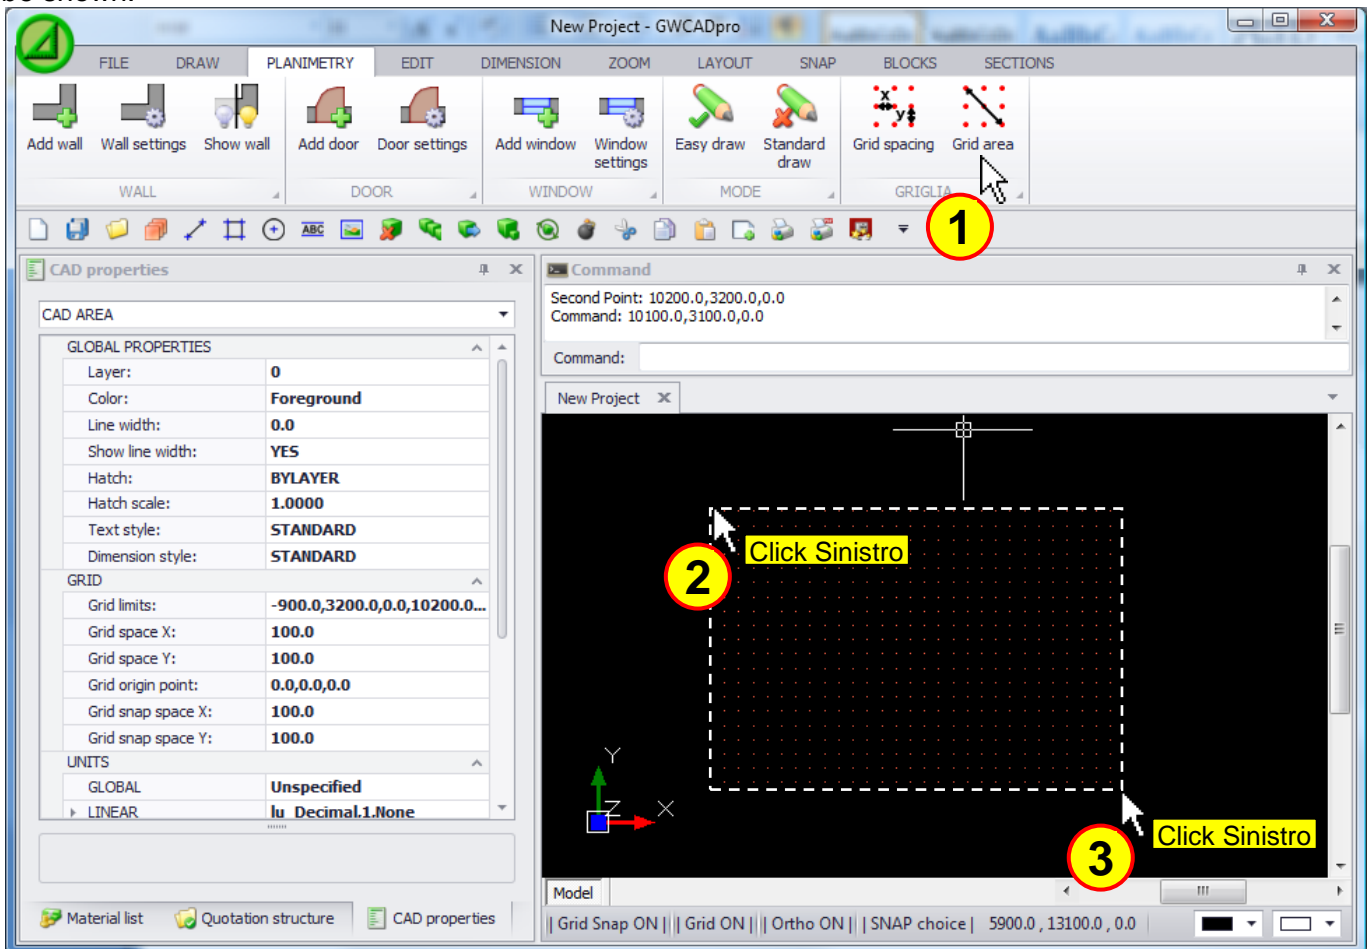 be shown.
New Project - GWCADpro
FILE DRAW PLANIMETRY EDIT DIMENSION ZOOM LAYOUT SNAP BLOCKS SECTIONS
Add wall Wall settings Show wall Add door Door settings Add window Window settings Easy draw Standard draw Grid spacing Grid area
WALL DOOR WINDOW MODE GRIGLIA
1
ABC
CAD properties
CAD AREA
GLOBAL PROPERTIES
Layer: 0
Color: Foreground
Line width: 0.0
Show line width: YES
Hatch: BYLAYER
Hatch scale: 1.0000
Text style: STANDARD
Dimension style: STANDARD
GRID
Grid limits: -900.0,3200.0,0.0,10200.0...
Grid space X: 100.0
Grid space Y: 100.0
Grid origin point: 0.0,0.0,0.0
Grid snap space X: 100.0
Grid snap space Y: 100.0
UNITS
GLOBAL Unspecified
LINEAR lu_Decimal.1.None
Material list Quotation structure CAD properties
Command
Second Point: 10200.0,3200.0,0.0
Command: 10100.0,3100.0,0.0
Command:
New Project
2 Click Sinistro
Y
Z X
3 Click Sinistro
Model
|| Grid Snap ON || | Grid ON || | Ortho ON || | SNAP choice | 5900.0 , 13100.0 , 0.0